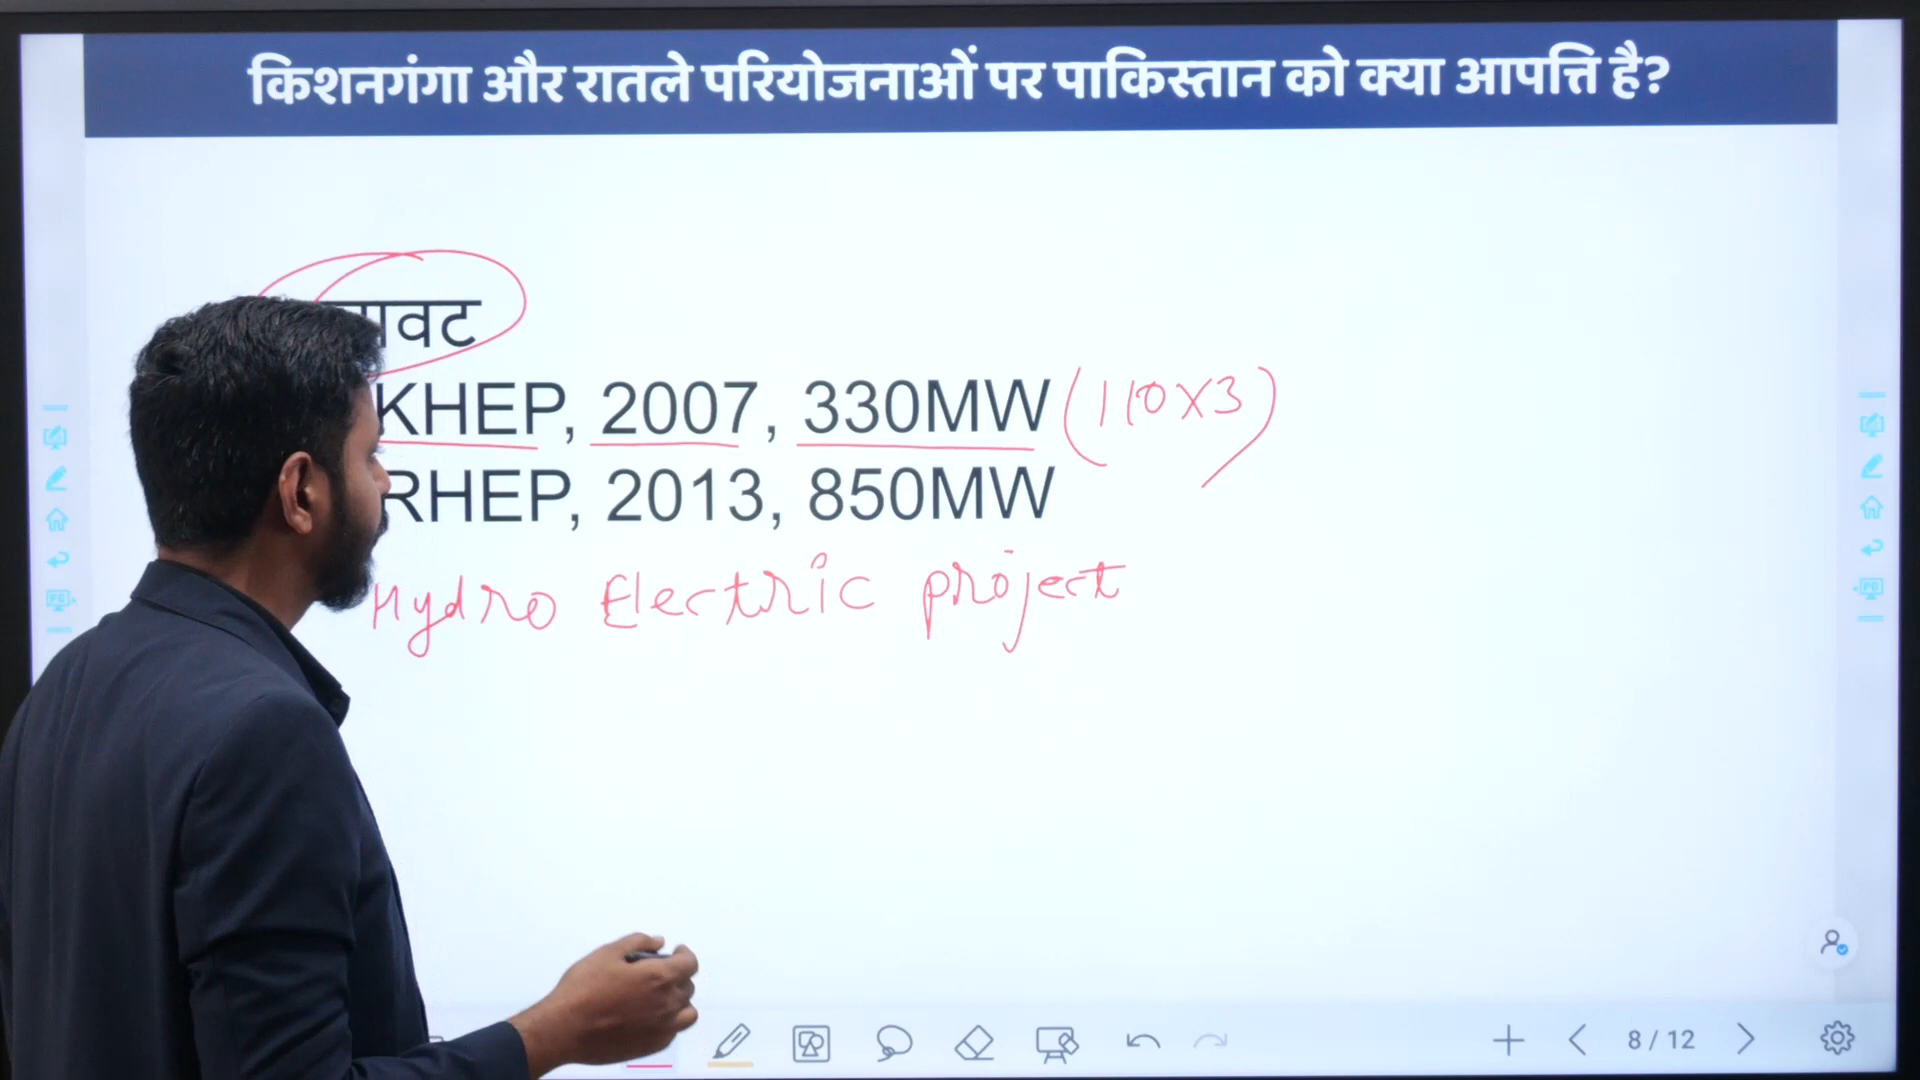 किशनगंगा और रातले परियोजनाओं पर पाकिस्तान को क्या आपत्ति है?
KHEP, 2007, 330MW (110x3)
RHEP, 2013, 850MW
Hydro Electric project
8 / 12